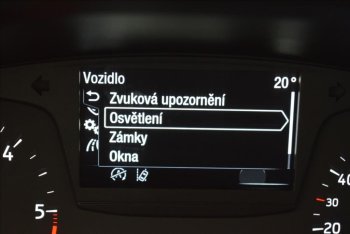 Vozidlo 20°
Zvuková upozornění
Osvětlení
Zámky
Okna
4
5
40
30
20